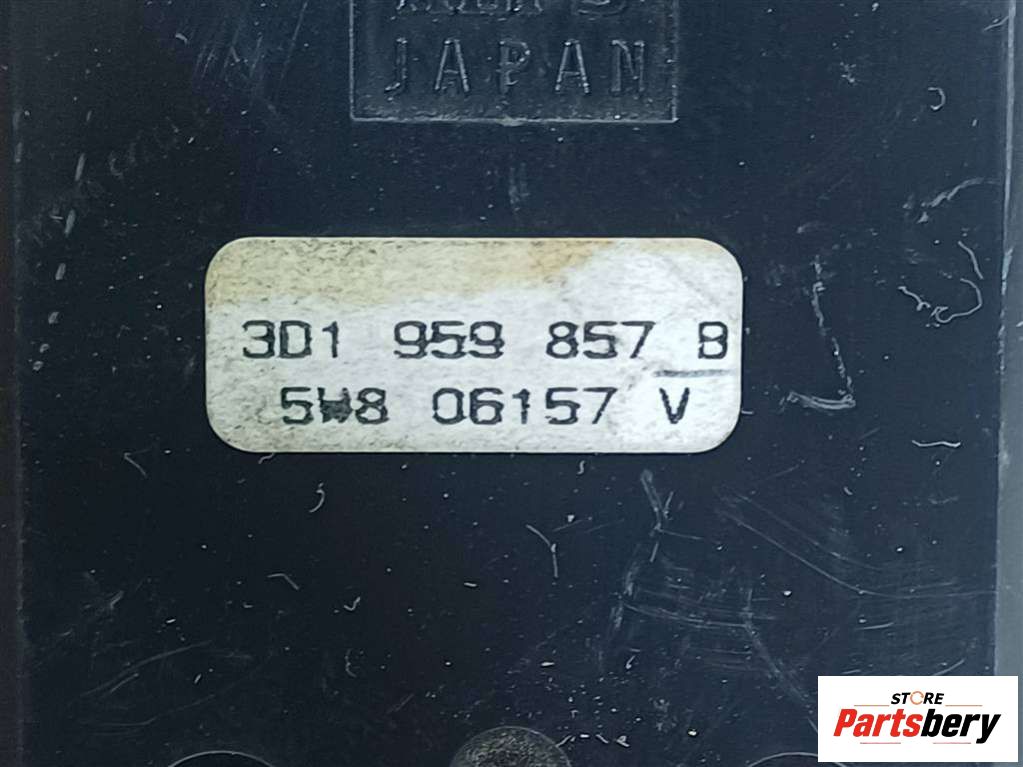 JAPAN
3D1 959 857 B
5W8 06157 V
STORE
Partsbery